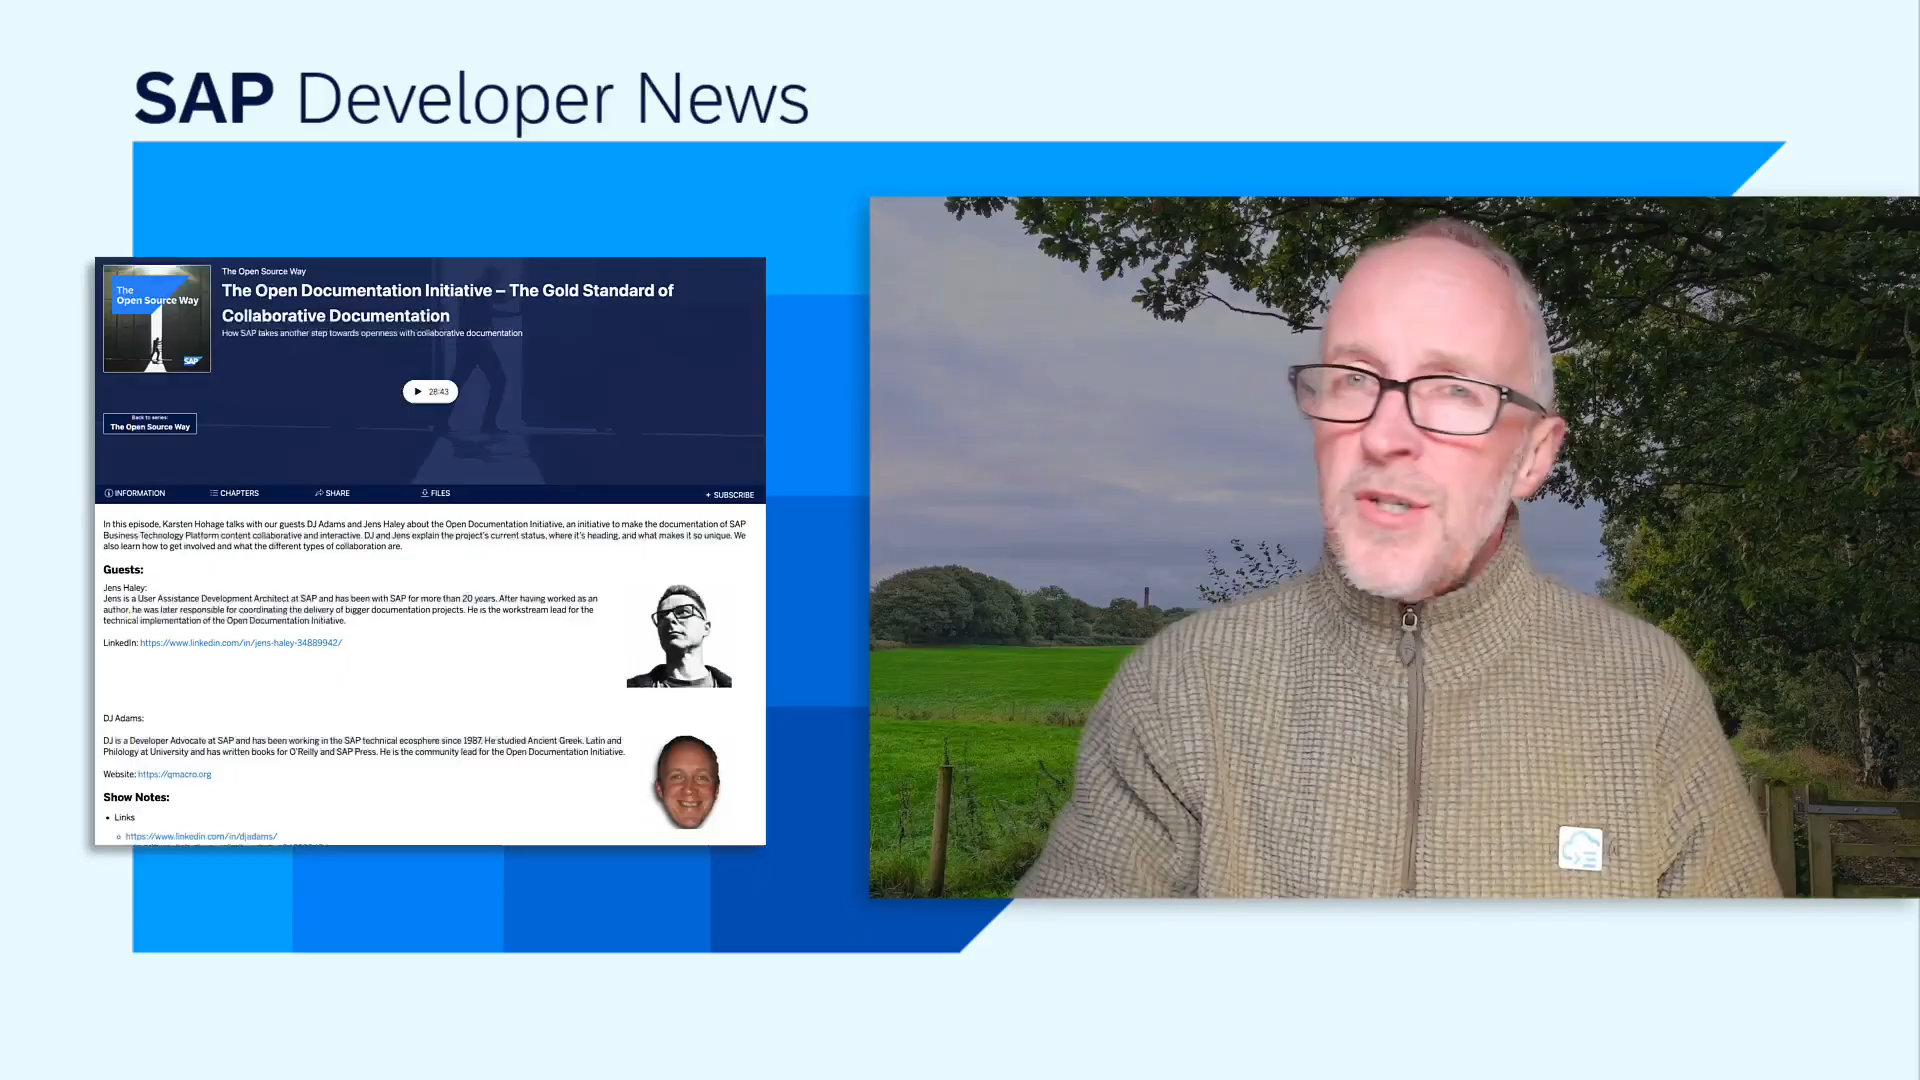 SAP Developer News
The
Open Source Way
SAP
The Open Source Way
The Open Documentation Initiative – The Gold Standard of
Collaborative Documentation
How SAP takes another step towards openness with collaborative documentation
28:43
Back to series:
The Open Source Way
INFORMATION
CHAPTERS
SHARE
FILES
+ SUBSCRIBE
In this episode, Karsten Hohage talks with our guests DJ Adams and Jens Haley about the Open Documentation Initiative, an initiative to make the documentation of SAP
Business Technology Platform content collaborative and interactive. DJ and Jens explain the project's current status, where it's heading, and what makes it so unique. We
also learn how to get involved and what the different types of collaboration are.
Guests:
Jens Haley:
Jens is a User Assistance Development Architect at SAP and has been with SAP for more than 20 years. After having worked as an
author, he was later responsible for coordinating the delivery of bigger documentation projects. He is the workstream lead for the
technical implementation of the Open Documentation Initiative.
LinkedIn: https://www.linkedin.com/in/jens-haley-34889942/
DJ Adams:
DJ is a Developer Advocate at SAP and has been working in the SAP technical ecosphere since 1987. He studied Ancient Greek, Latin and
Philology at University and has written books for O'Reilly and SAP Press. He is the community lead for the Open Documentation Initiative.
Website: https://qmacro.org
Show Notes:
• Links
https://www.linkedin.com/in/djadams/